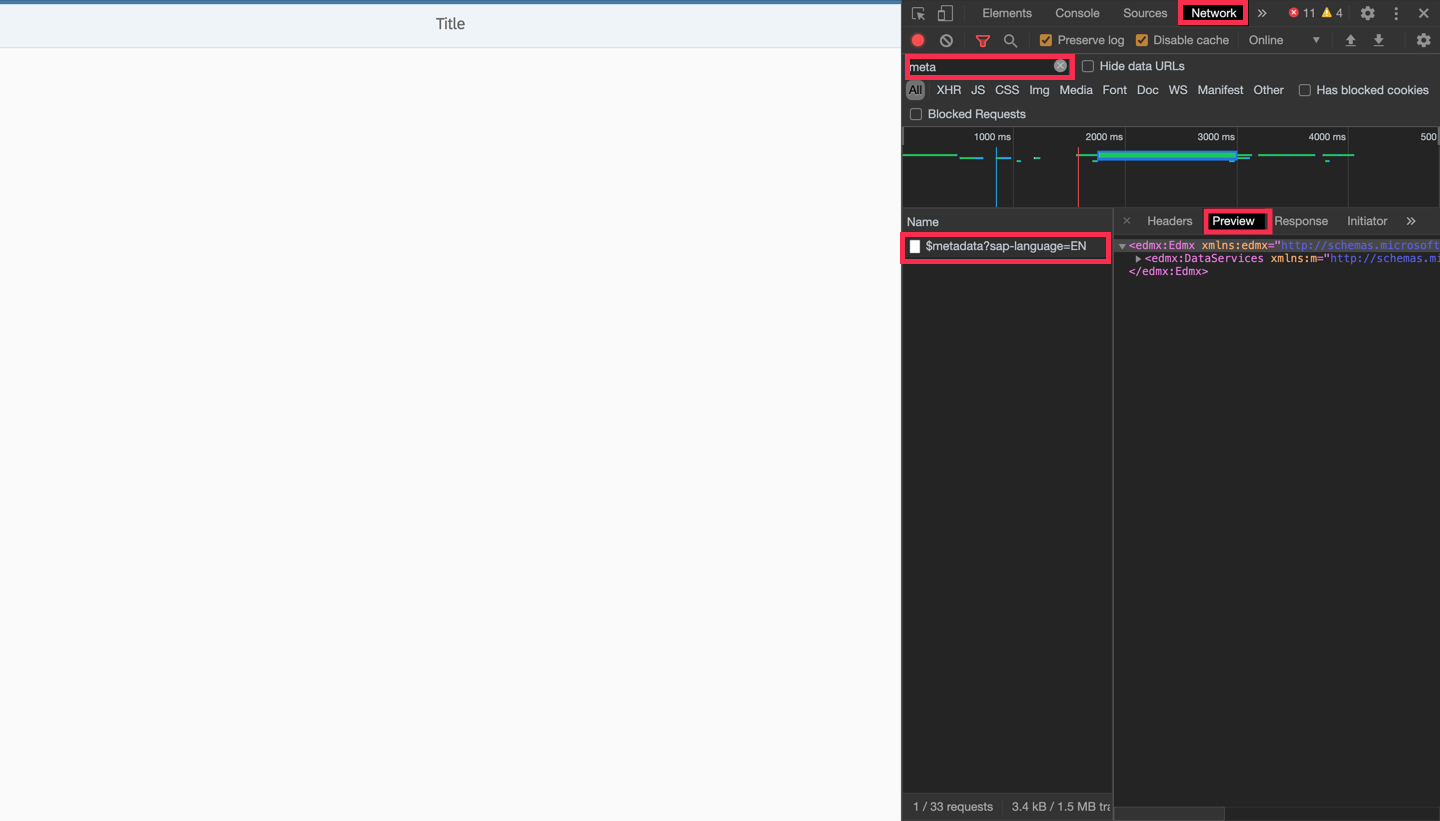 Title
Elements Console Sources Network » 11 4
Preserve log Disable cache Online
meta Hide data URLs
All XHR JS CSS Img Media Font Doc WS Manifest Other Has blocked cookies
Blocked Requests
1000 ms 2000 ms 3000 ms 4000 ms 500
Name
× Headers Preview Response Initiator »
$metadata?sap-language=EN
<edmx:Edmx xmlns:edmx="http://schemas.microsoft
<edmx:DataServices xmlns:m="http://schemas.mi
</edmx:Edmx>
1 / 33 requests 3.4 kB / 1.5 MB tra